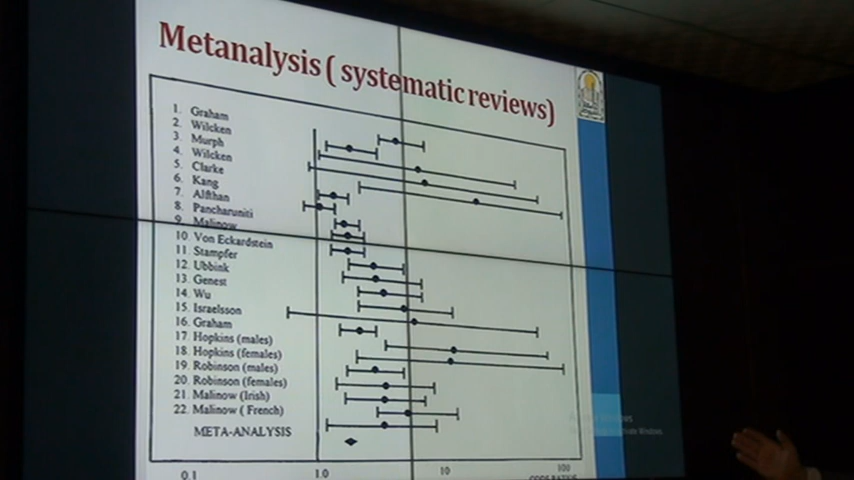 Metanalysis ( systematic reviews)
1. Graham
2. Wilcken
3. Murph
4. Wilcken
5. Clarke
6. Kang
7. Alfthan
8. Pancharuniti
9. Malinow
10. Von Eckardstein
11. Stampfer
12. Ubbink
13. Genest
14. Wu
15. Israelsson
16. Graham
17. Hopkins (males)
18. Hopkins (females)
19. Robinson (males)
20. Robinson (females)
21. Malinow (Irish)
22. Malinow ( French)
META-ANALYSIS
0.1 1.0 10 100